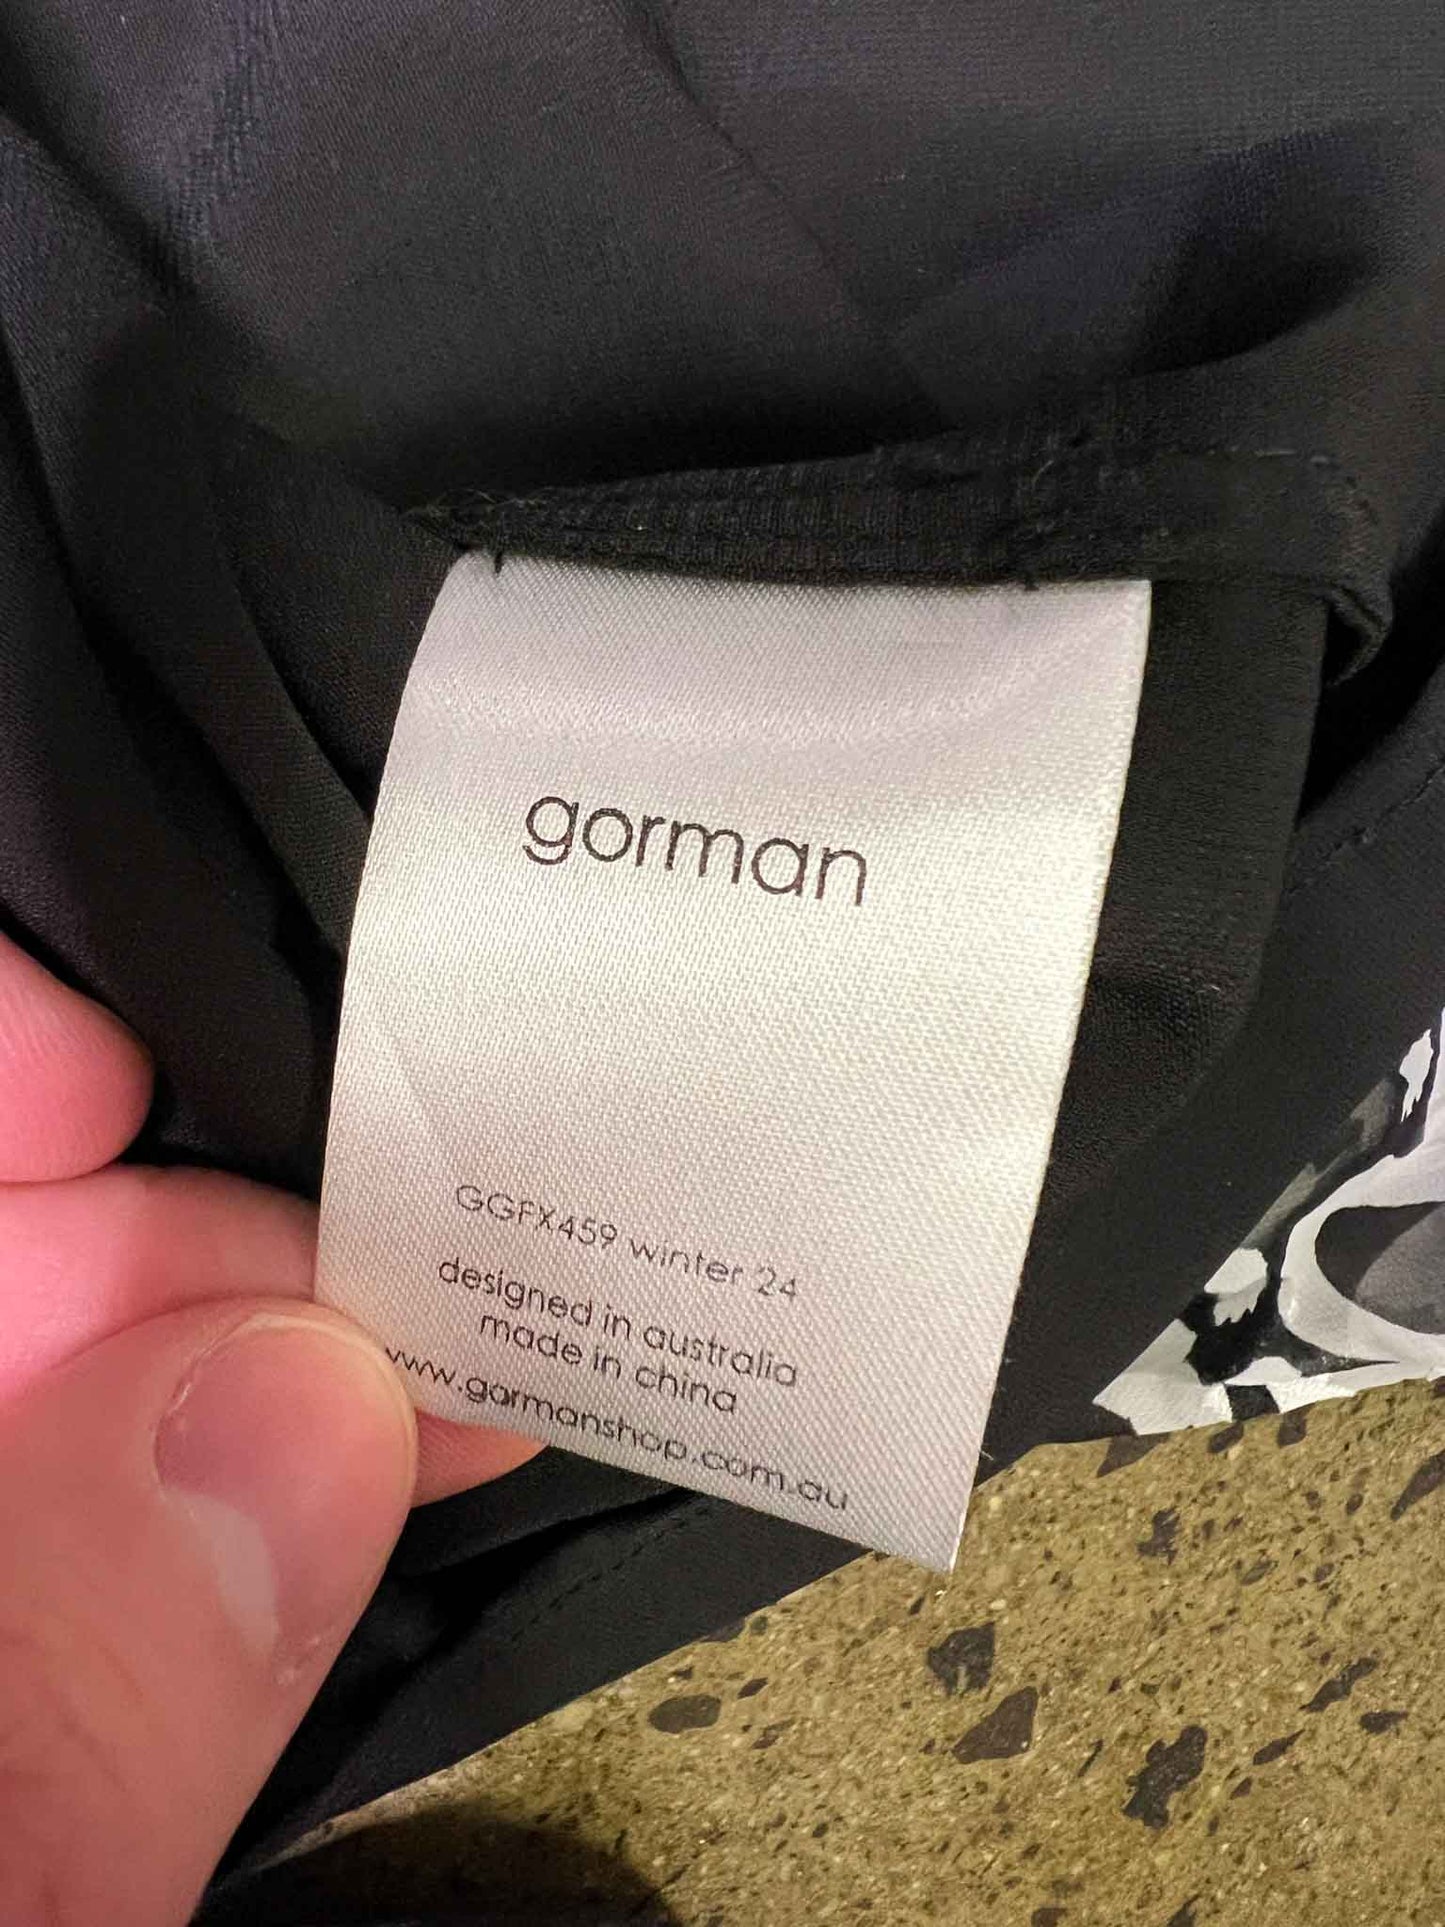 gorman
GGFX459 winter 24
designed in australia
made in china
www.gormanshop.com.au